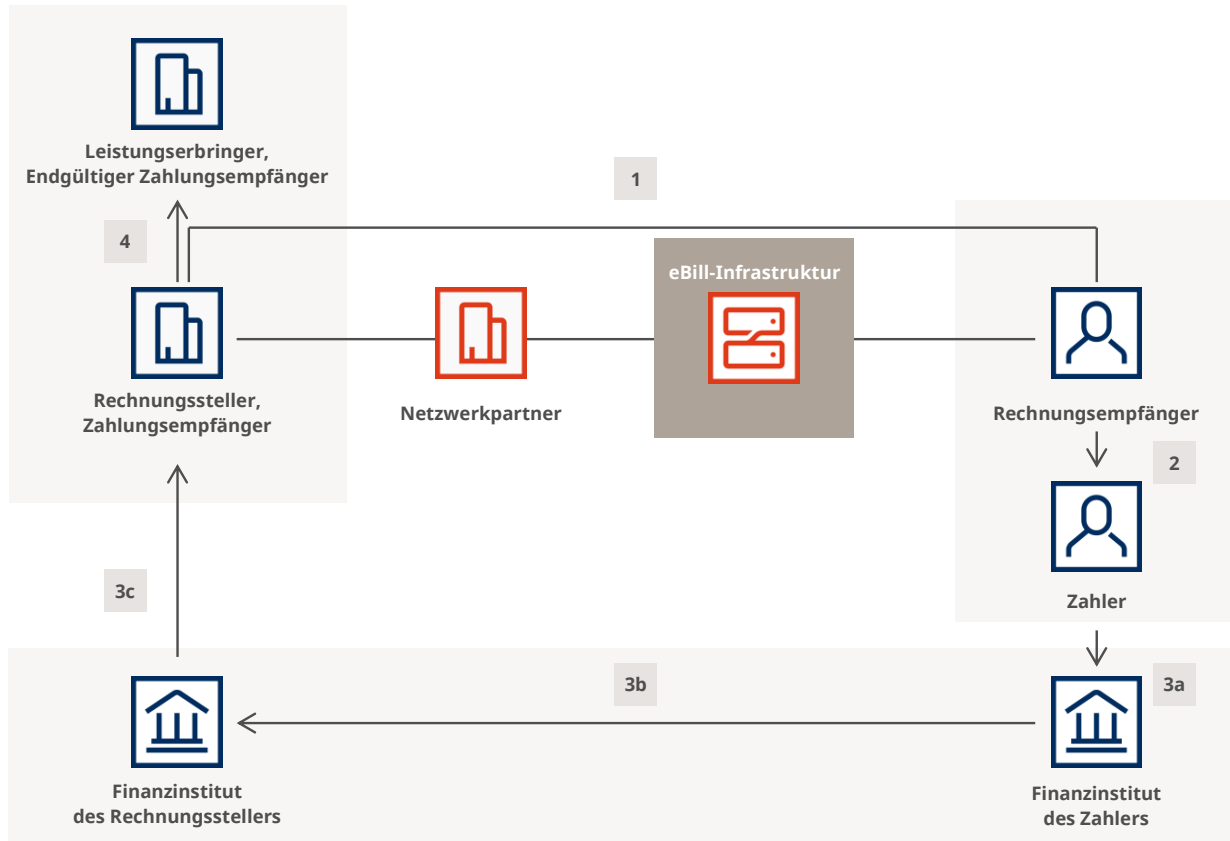 Leistungserbringer,
Endgültiger Zahlungsempfänger
1
4
eBill-Infrastruktur
Rechnungssteller,
Zahlungsempfänger
Netzwerkpartner
Rechnungsempfänger
2
Zahler
3c
3b
3a
Finanzinstitut
des Rechnungsstellers
Finanzinstitut
des Zahlers